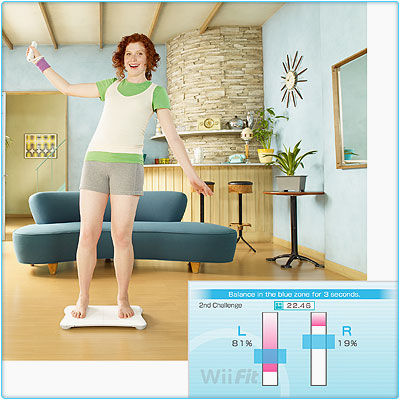 Balance in the blue zone for 3 seconds.
2nd Challenge 22.46
L R
81% 19%
Wii Fit